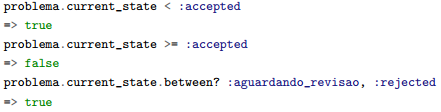 problema.current_state < :accepted
=> true
problema.current_state >= :accepted
=> false
problema.current_state.between? :aguardando_revisao, :rejected
=> true